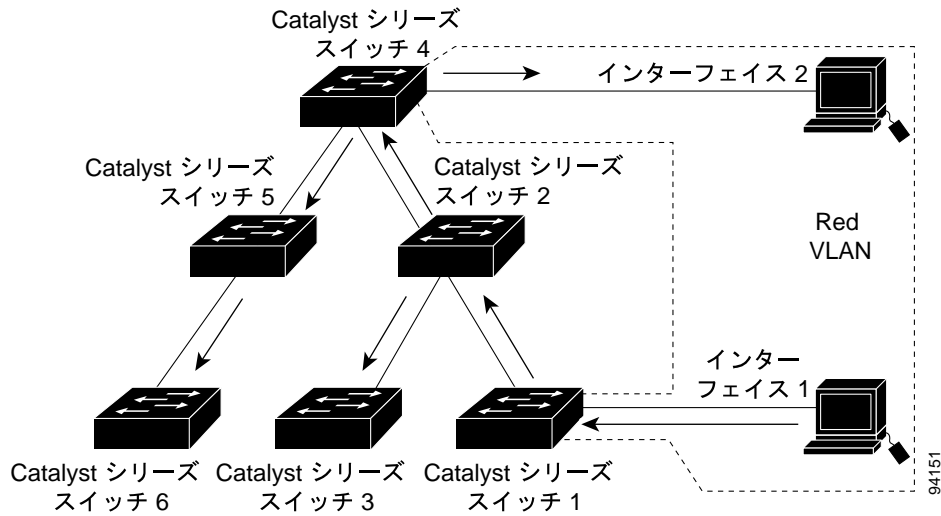 Catalyst シリーズ
スイッチ 4
インターフェイス 2
Catalyst シリーズ
スイッチ 5
Catalyst シリーズ
スイッチ 2
Red
VLAN
インター
フェイス 1
Catalyst シリーズ
スイッチ 6
Catalyst シリーズ
スイッチ 3
Catalyst シリーズ
スイッチ 1
94151